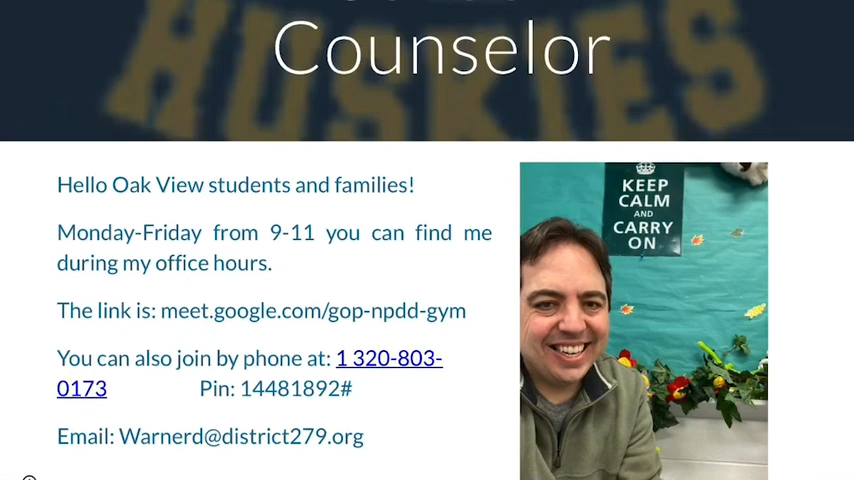 HUSKIES
Counselor
Hello Oak View students and families!
Monday-Friday from 9-11 you can find me
during my office hours.
The link is: meet.google.com/gop-npdd-gym
You can also join by phone at: 1 320-803-
0173 Pin: 14481892#
Email: Warnerd@district279.org
KEEP
CALM
AND
CARRY
ON